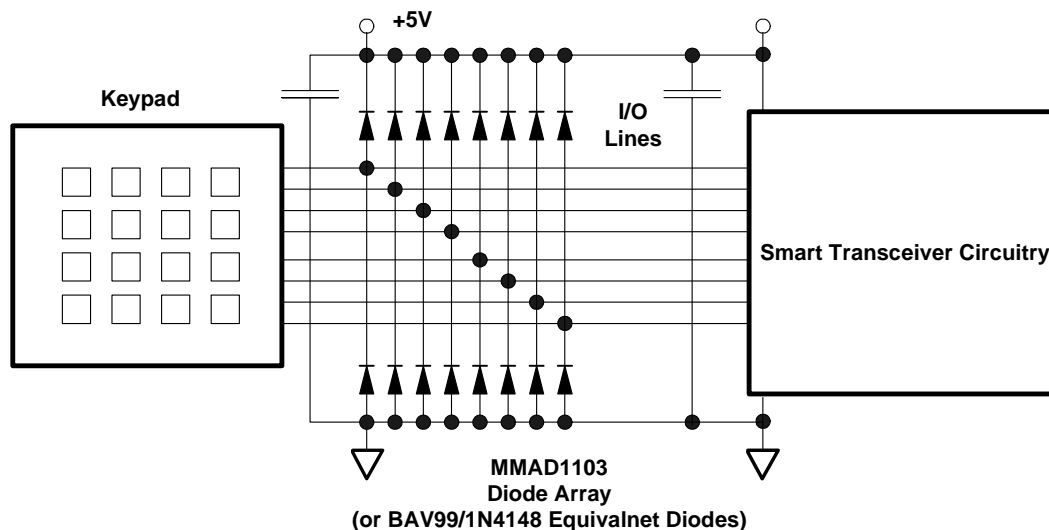 +5V
Keypad
I/O
Lines
Smart Transceiver Circuitry
MMAD1103
Diode Array
(or BAV99/1N4148 Equivalnet Diodes)